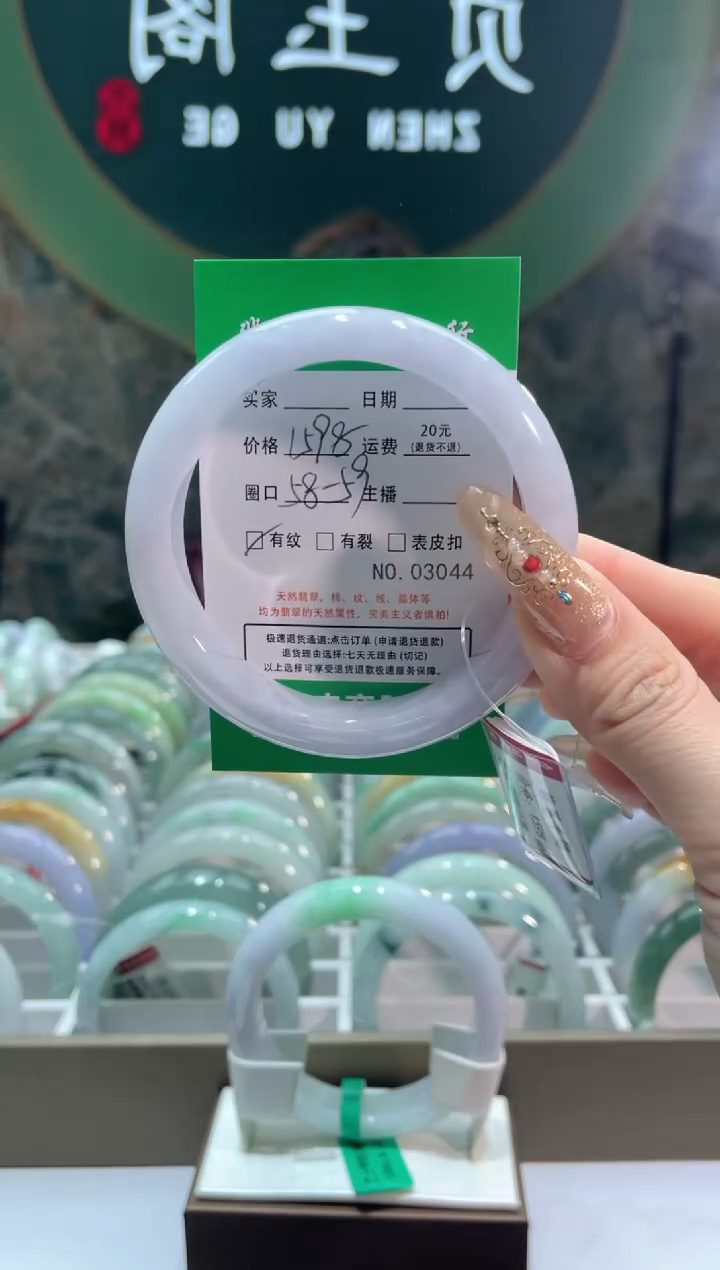 贞玉阁
ZHEN YU GE
买家 日期
价格 1598 运费 20元
(退货不退)
圈口 58-59 主播
有纹 有裂 表皮扣
NO. 03044
天然翡翠,棉、纹、线、晶体等
均为翡翠的天然属性,完美主义者慎拍!
极速退货通道:点击订单(申请退货退款)
退货理由选择:七天无理由(切记)
以上选择可享受退货退款极速服务保障。